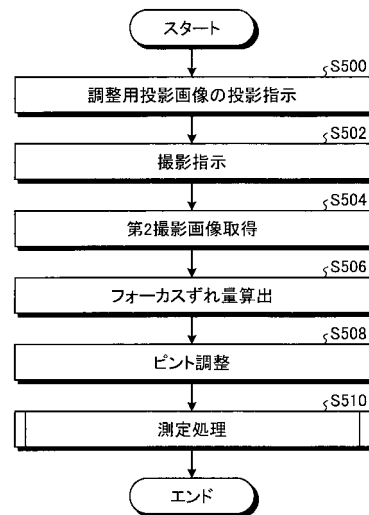 スタート
S500
調整用投影画像の投影指示
S502
撮影指示
S504
第2撮影画像取得
S506
フォーカスずれ量算出
S508
ピント調整
S510
測定処理
エンド